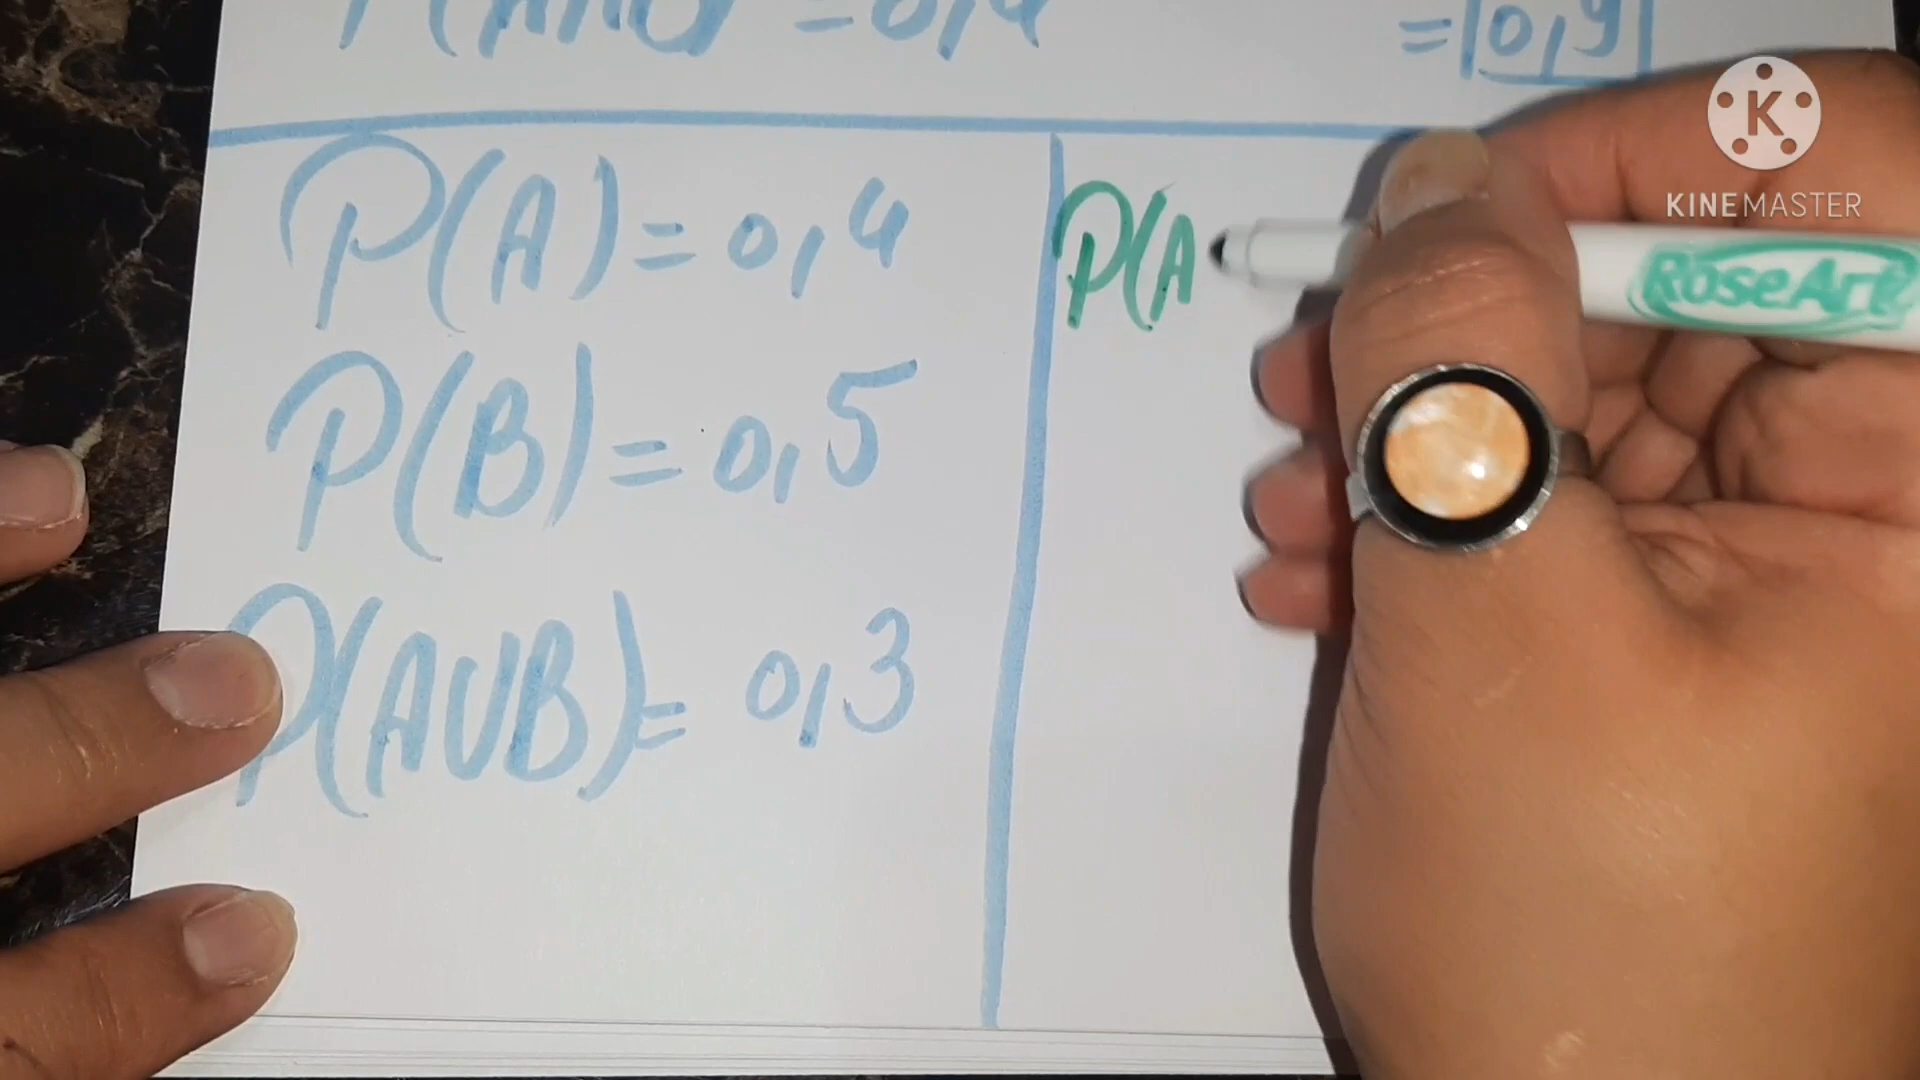 = 0,9
P(A) = 0,4
P(B) = 0,5
P(AUB) = 0,3
P(A
RoseArt
K
KINEMASTER